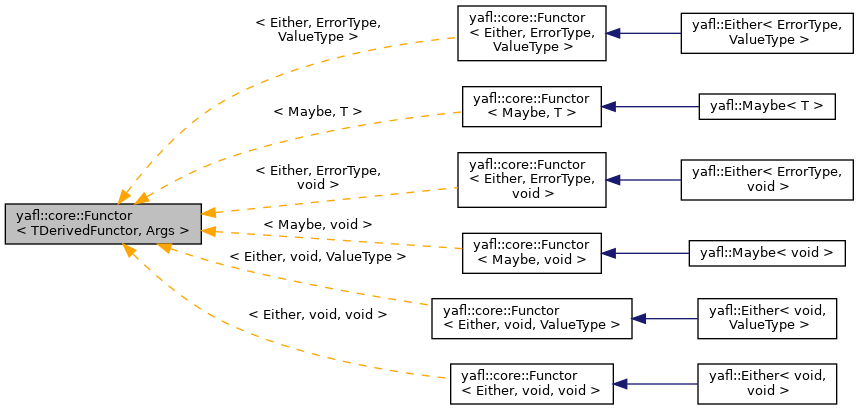 yafl::core::Functor
< TDerivedFunctor, Args >
< Either, ErrorType,
ValueType >
yafl::core::Functor
< Either, ErrorType,
ValueType >
yafl::Either< ErrorType,
ValueType >
< Maybe, T >
yafl::core::Functor
< Maybe, T >
yafl::Maybe< T >
< Either, ErrorType,
void >
yafl::core::Functor
< Either, ErrorType,
void >
yafl::Either< ErrorType,
void >
< Maybe, void >
yafl::core::Functor
< Maybe, void >
yafl::Maybe< void >
< Either, void, ValueType >
yafl::core::Functor
< Either, void, ValueType >
yafl::Either< void,
ValueType >
< Either, void, void >
yafl::core::Functor
< Either, void, void >
yafl::Either< void,
void >